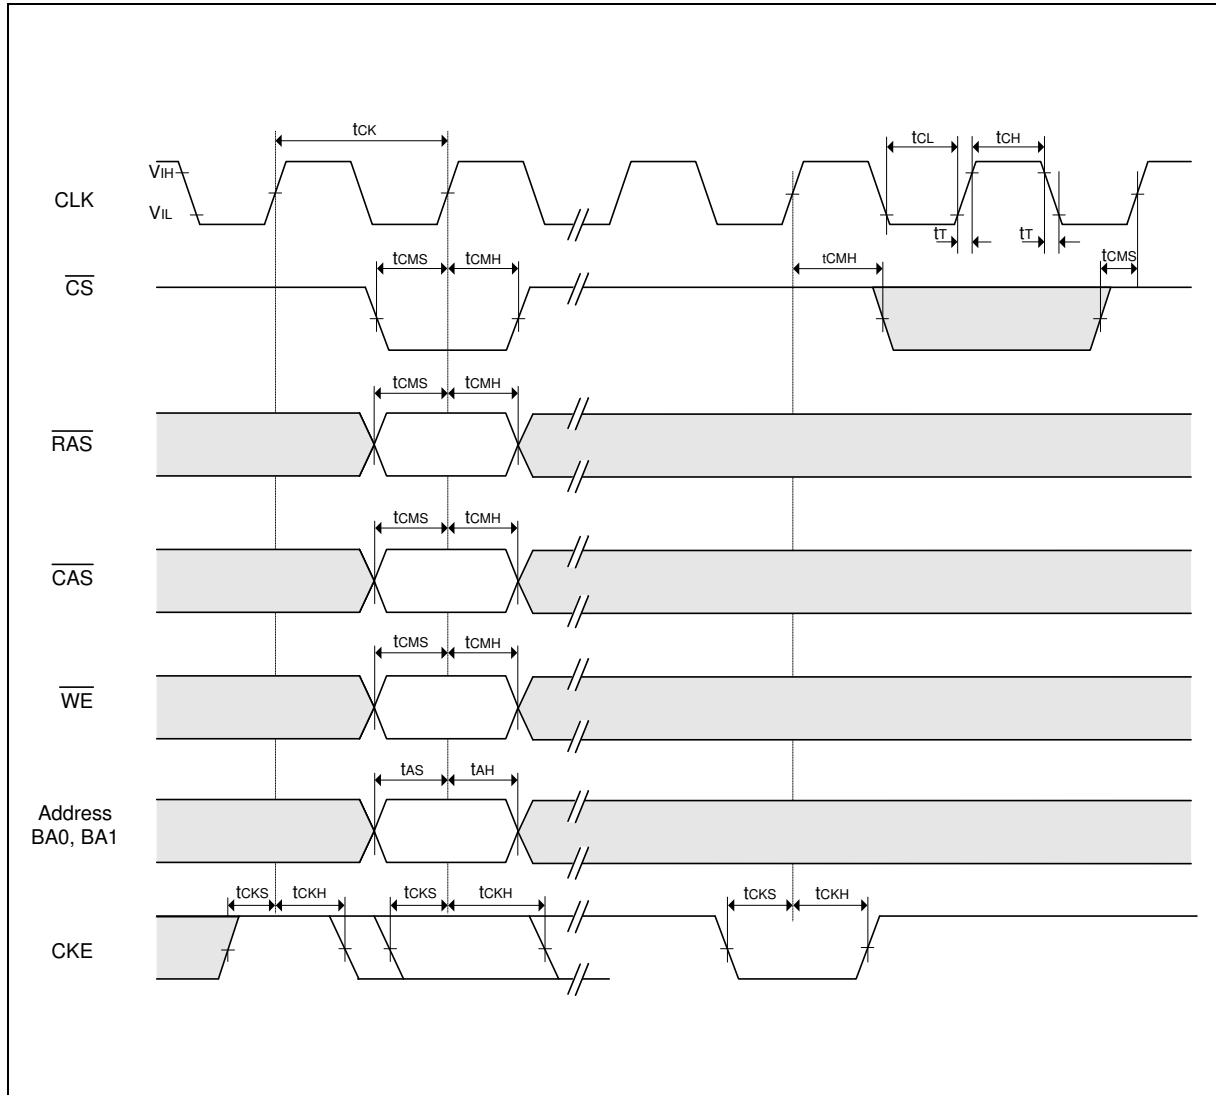 tCK
tCL
tCH
VIH
CLK
VIL
tT
tT
tCMS
tCMH
tCMH
tCMS
CS
tCMS
tCMH
RAS
tCMS
tCMH
CAS
tCMS
tCMH
WE
tAS
tAH
Address
BA0, BA1
tCKS
tCKH
tCKS
tCKH
tCKS
tCKH
CKE